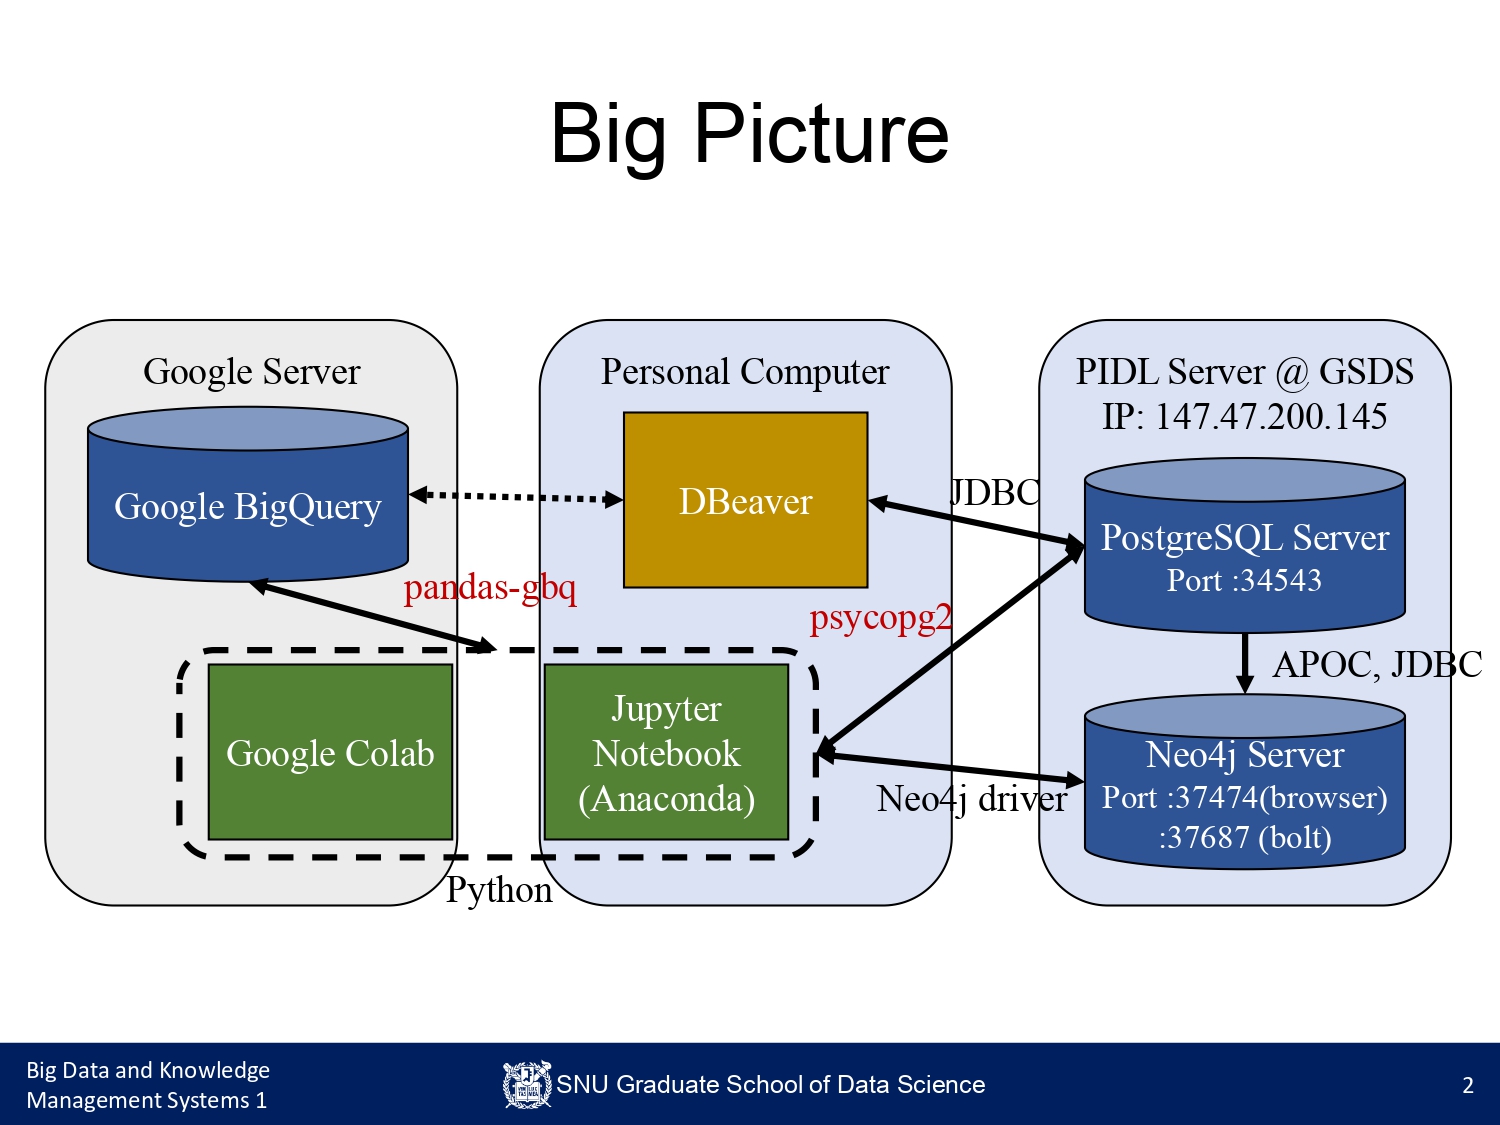 Big Picture
Google Server
Google BigQuery
pandas-gbq
Google Colab
Python
Personal Computer
DBeaver
Jupyter
Notebook
(Anaconda)
JDBC
psycopg2
Neo4j driver
PIDL Server @ GSDS
IP: 147.47.200.145
PostgreSQL Server
Port :34543
APOC, JDBC
Neo4j Server
Port :37474(browser)
:37687 (bolt)
Big Data and Knowledge
Management Systems 1
SNU Graduate School of Data Science
2